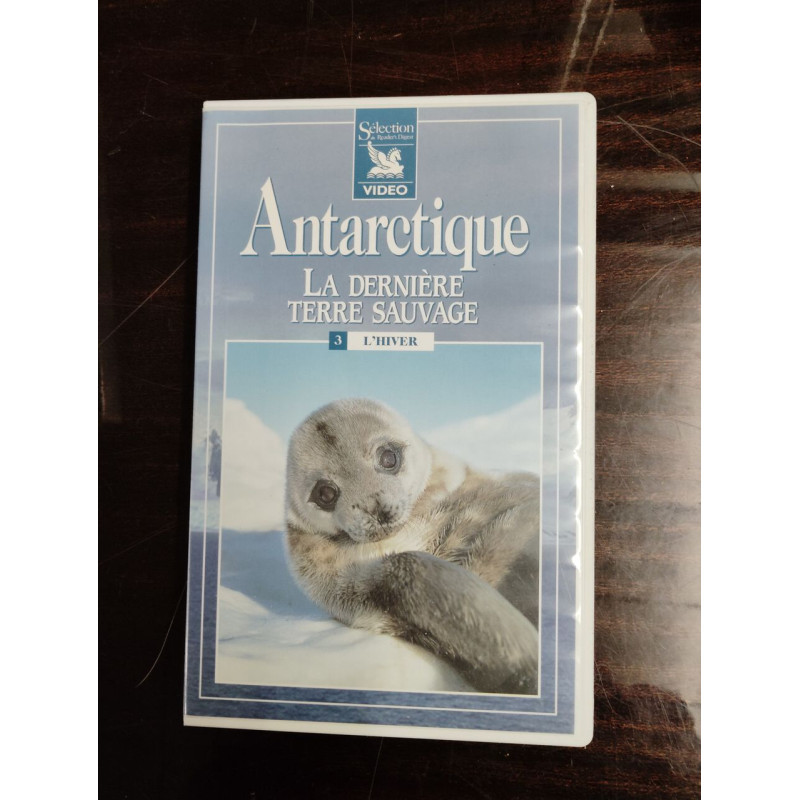 Sélection
du Reader's Digest
VIDEO
Antarctique
LA DERNIÈRE
TERRE SAUVAGE
3 L'HIVER